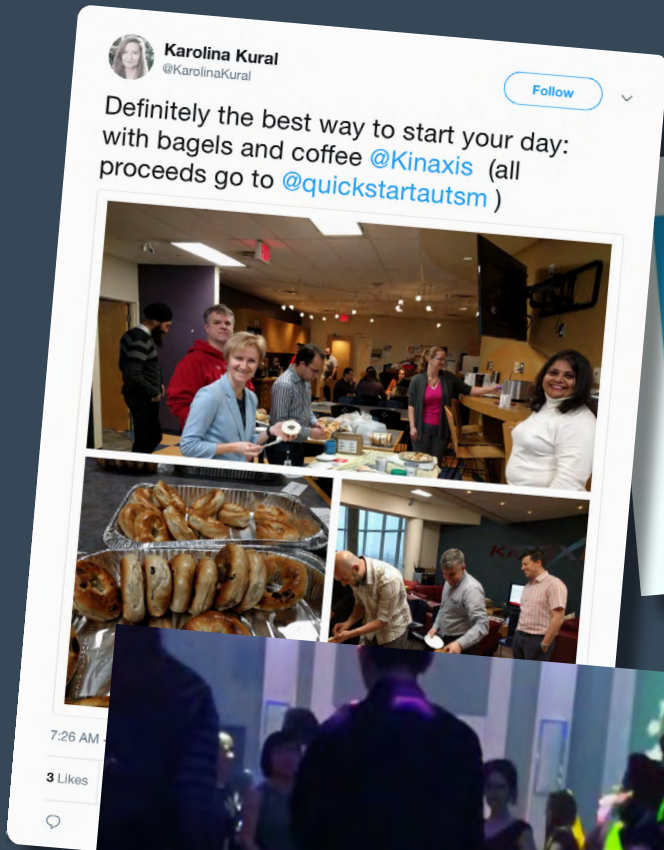 Karolina Kural
@KarolinaKural
Follow
Definitely the best way to start your day:
with bagels and coffee @Kinaxis (all
proceeds go to @quickstartautsm )
7:26 AM
3 Likes